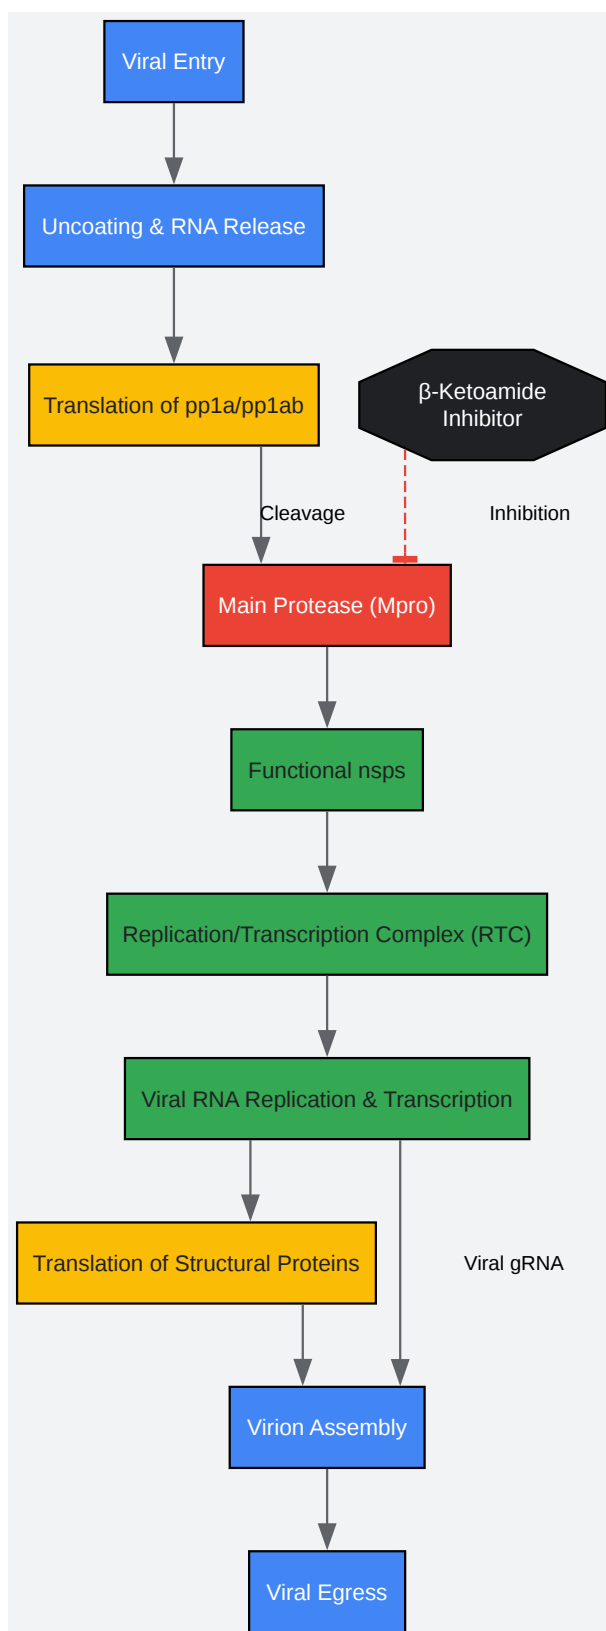 Viral Entry
Uncoating & RNA Release
Translation of pp1a/pp1ab
β-Ketoamide
Inhibitor
Cleavage
Inhibition
Main Protease (Mpro)
Functional nsps
Replication/Transcription Complex (RTC)
Viral RNA Replication & Transcription
Translation of Structural Proteins
Viral gRNA
Virion Assembly
Viral Egress